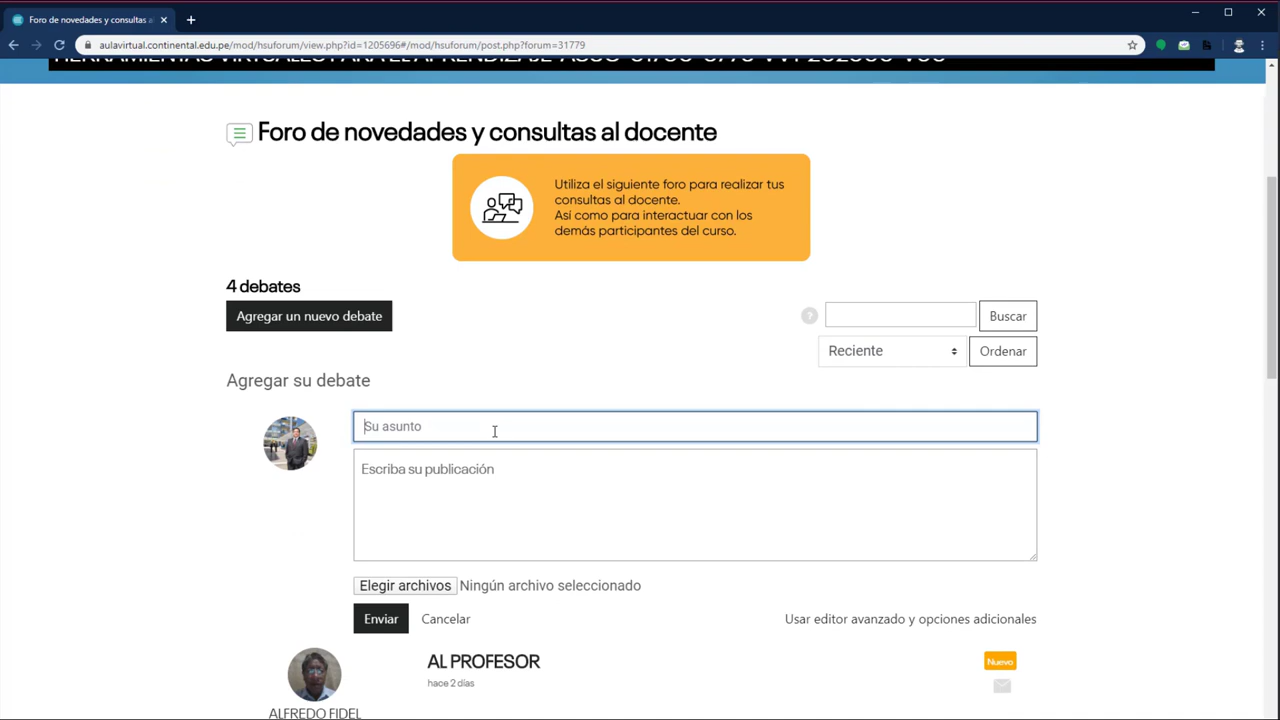 Foro de novedades y consultas al
aulavirtual.continental.edu.pe/mod/hsuforum/view.php?id=1205696#/mod/hsuforum/post.php?forum=31779
Foro de novedades y consultas al docente
Utiliza el siguiente foro para realizar tus
consultas al docente.
Así como para interactuar con los
demás participantes del curso.
4 debates
Agregar un nuevo debate
? Buscar
Reciente Ordenar
Agregar su debate
Su asunto
Escriba su publicación
Elegir archivos Ningún archivo seleccionado
Enviar Cancelar Usar editor avanzado y opciones adicionales
AL PROFESOR Nuevo
hace 2 días
ALFREDO FIDEL